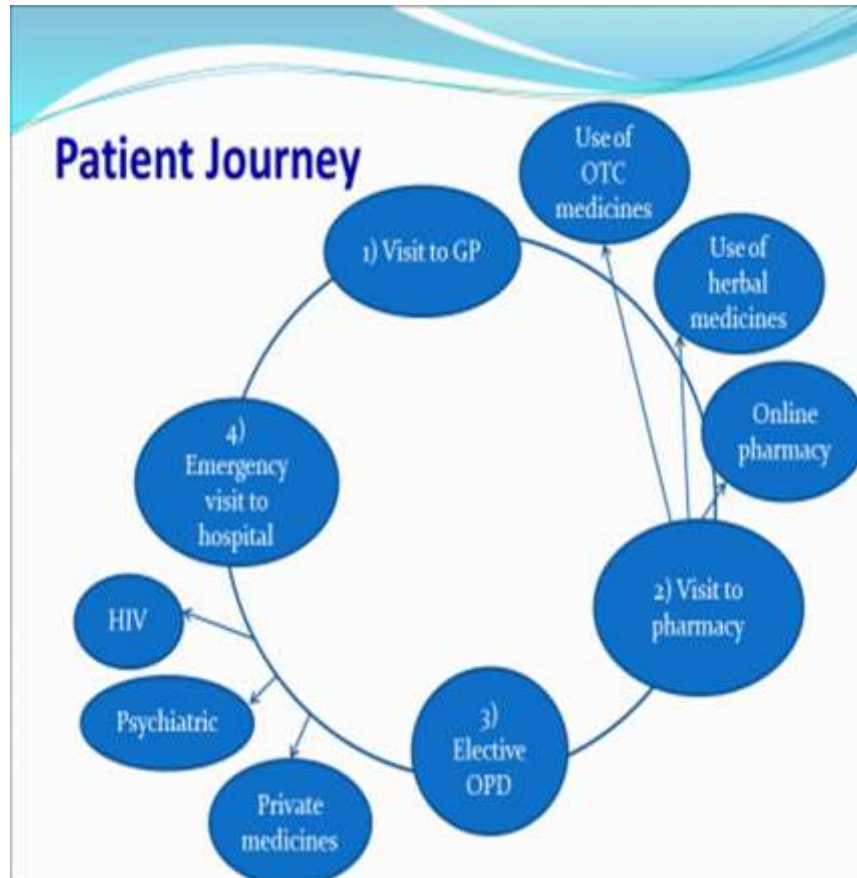 Patient Journey
Use of
OTC
medicines
1) Visit to GP
Use of
herbal
medicines
Online
pharmacy
4)
Emergency
visit to
hospital
2) Visit to
pharmacy
HIV
3)
Elective
OPD
Psychiatric
Private
medicines